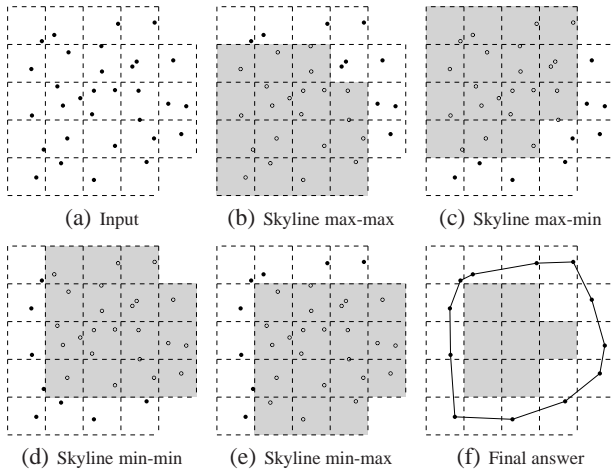 (a) Input
(b) Skyline max-max
(c) Skyline max-min
(d) Skyline min-min
(e) Skyline min-max
(f) Final answer